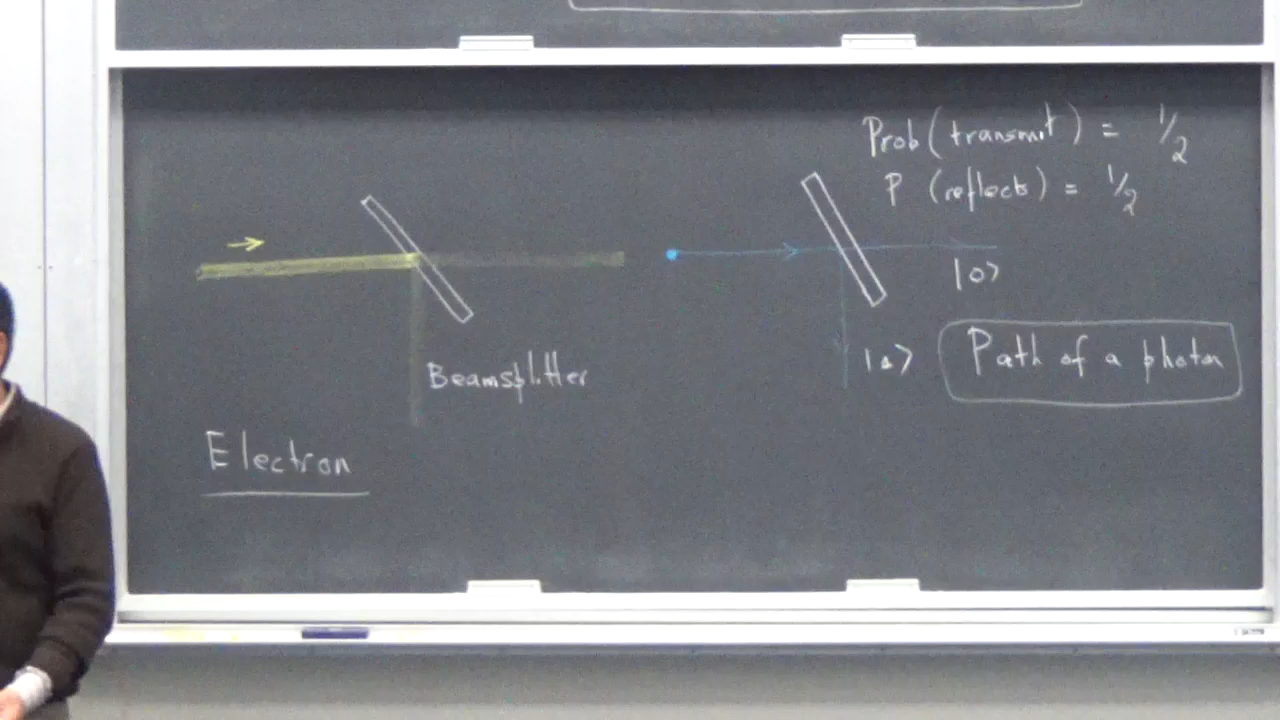 Prob (transmit) = 1/2
P (reflects) = 1/2
|0>
|1>
Path of a photon
Beamsplitter
Electron